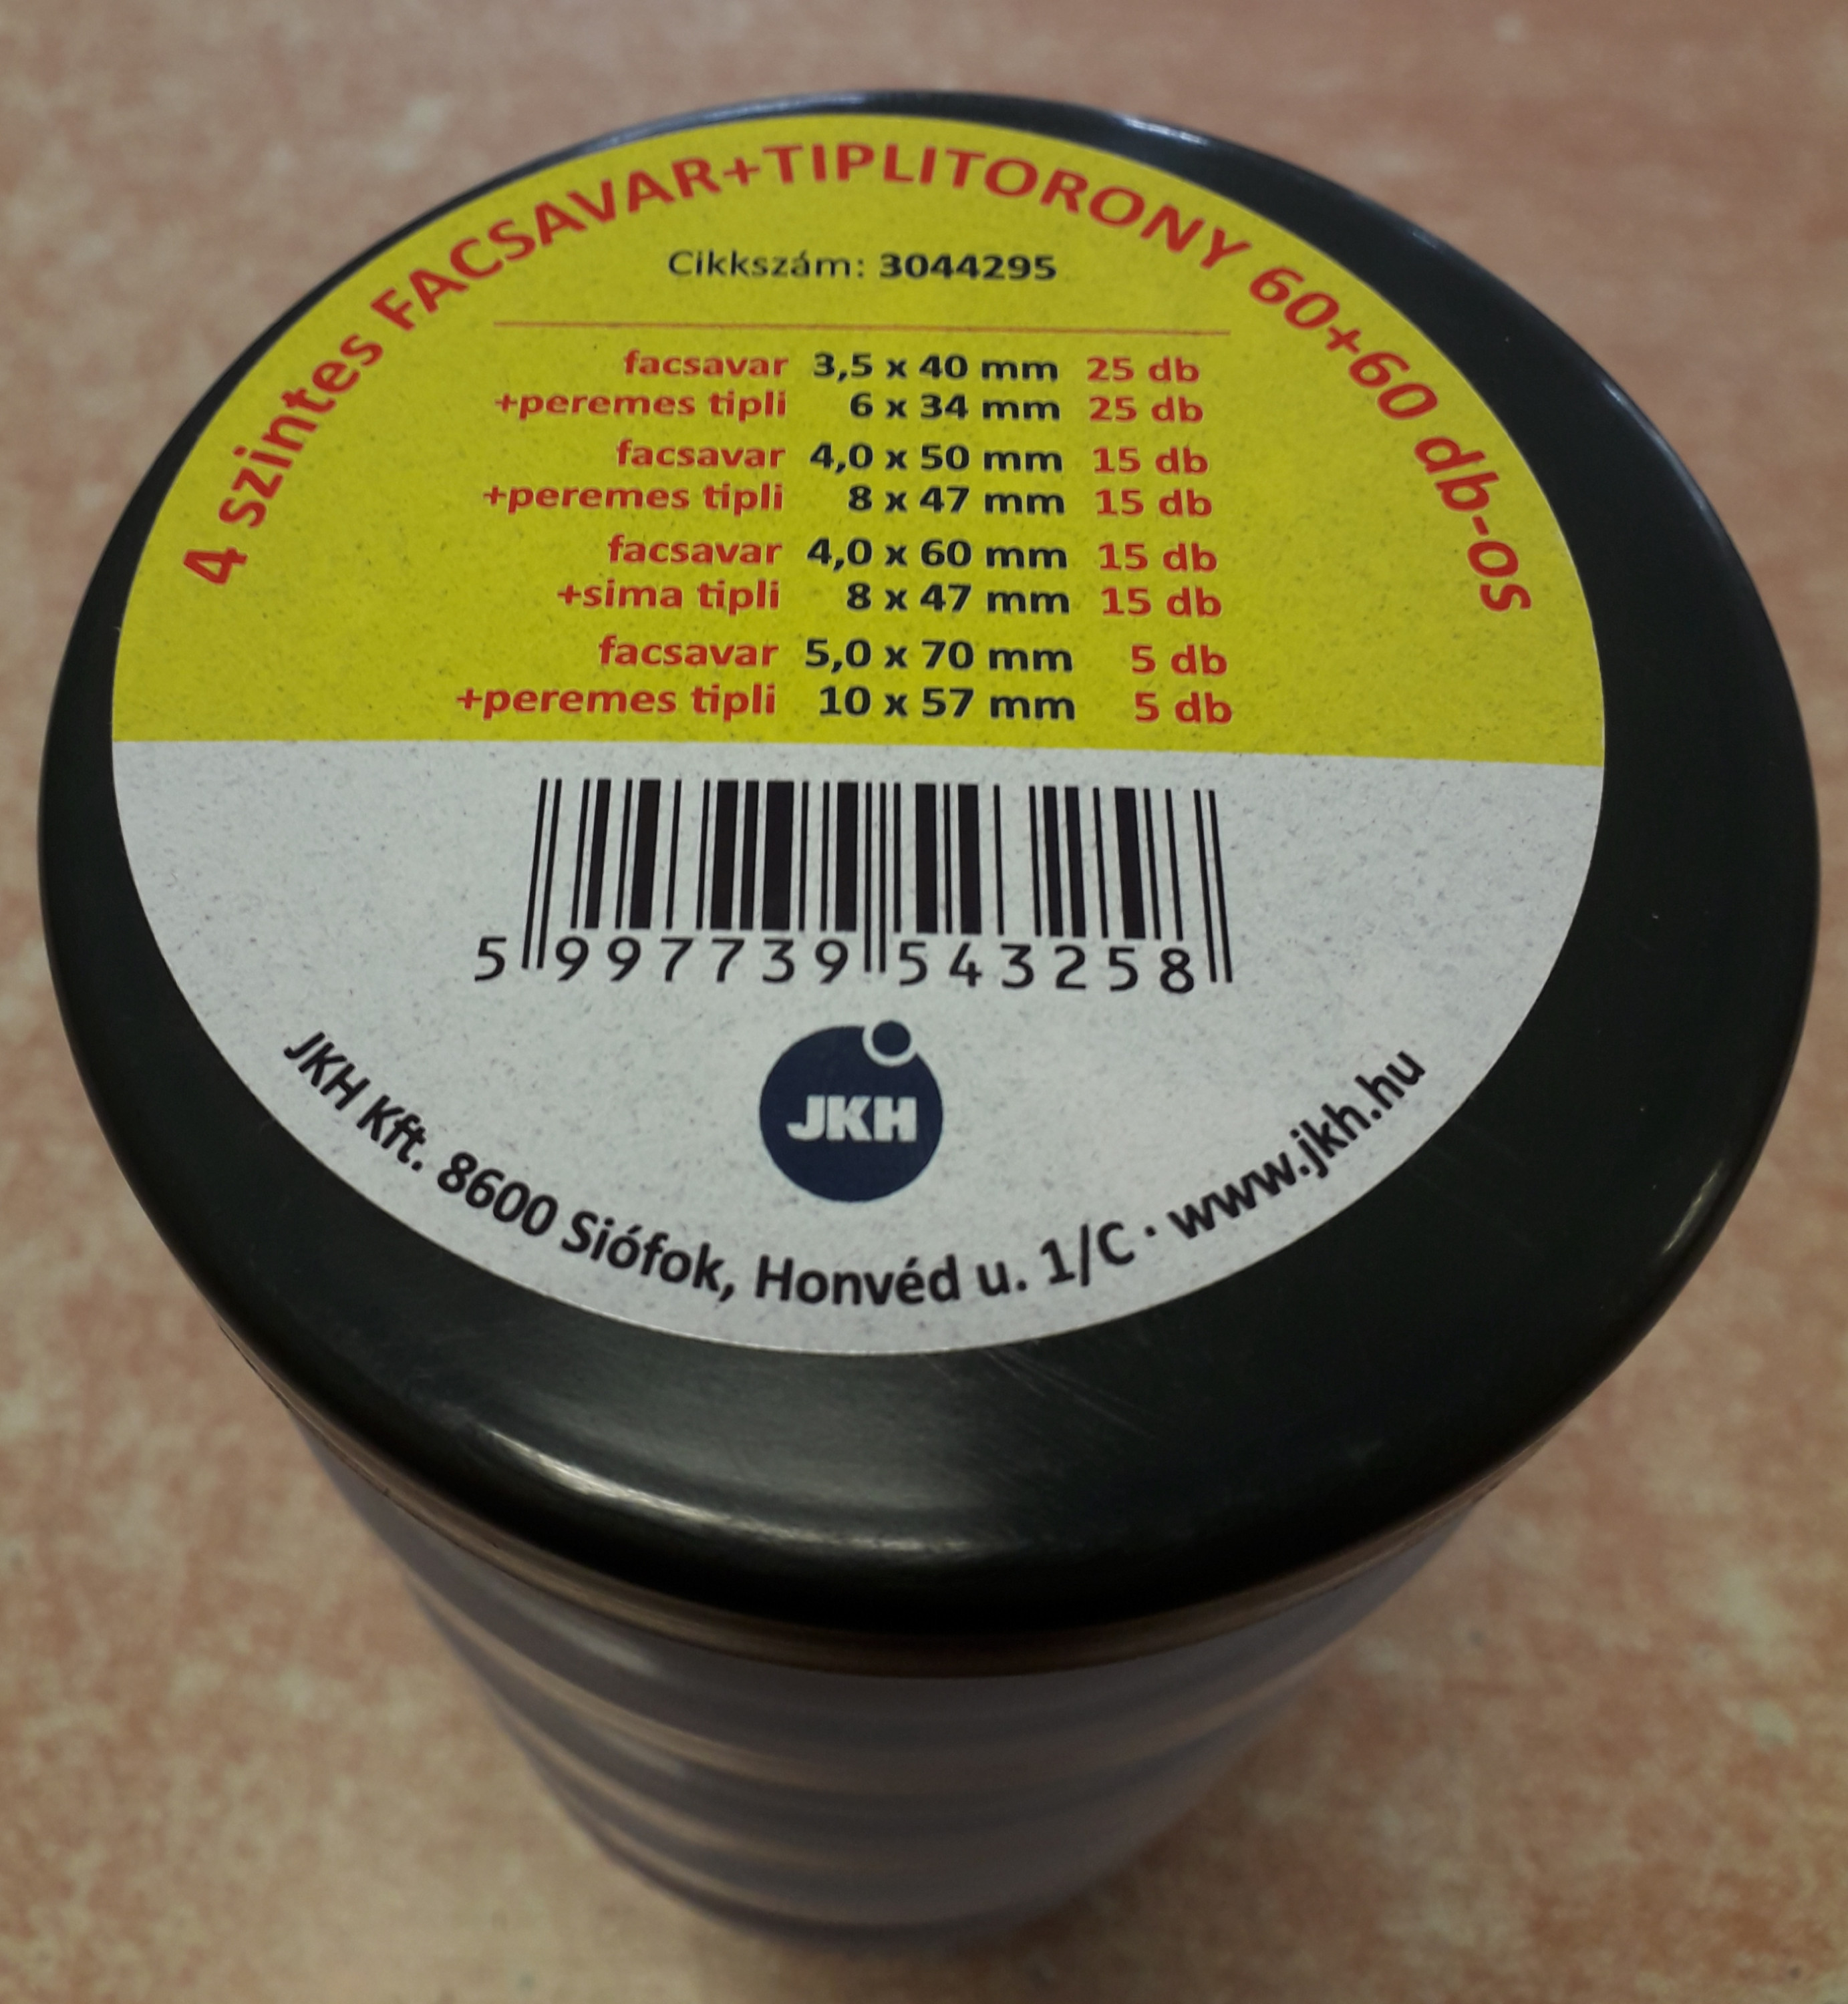 4 szintes FACSAVAR+TIPLITORONY 60+60 db-os
Cikkszám: 3044295
facsavar 3,5 x 40 mm 25 db
+peremes tipli 6 x 34 mm 25 db
facsavar 4,0 x 50 mm 15 db
+peremes tipli 8 x 47 mm 15 db
facsavar 4,0 x 60 mm 15 db
+sima tipli 8 x 47 mm 15 db
facsavar 5,0 x 70 mm 5 db
+peremes tipli 10 x 57 mm 5 db
5 997739 543258
JKH
JKH Kft. 8600 Siófok, Honvéd u. 1/C · www.jkh.hu